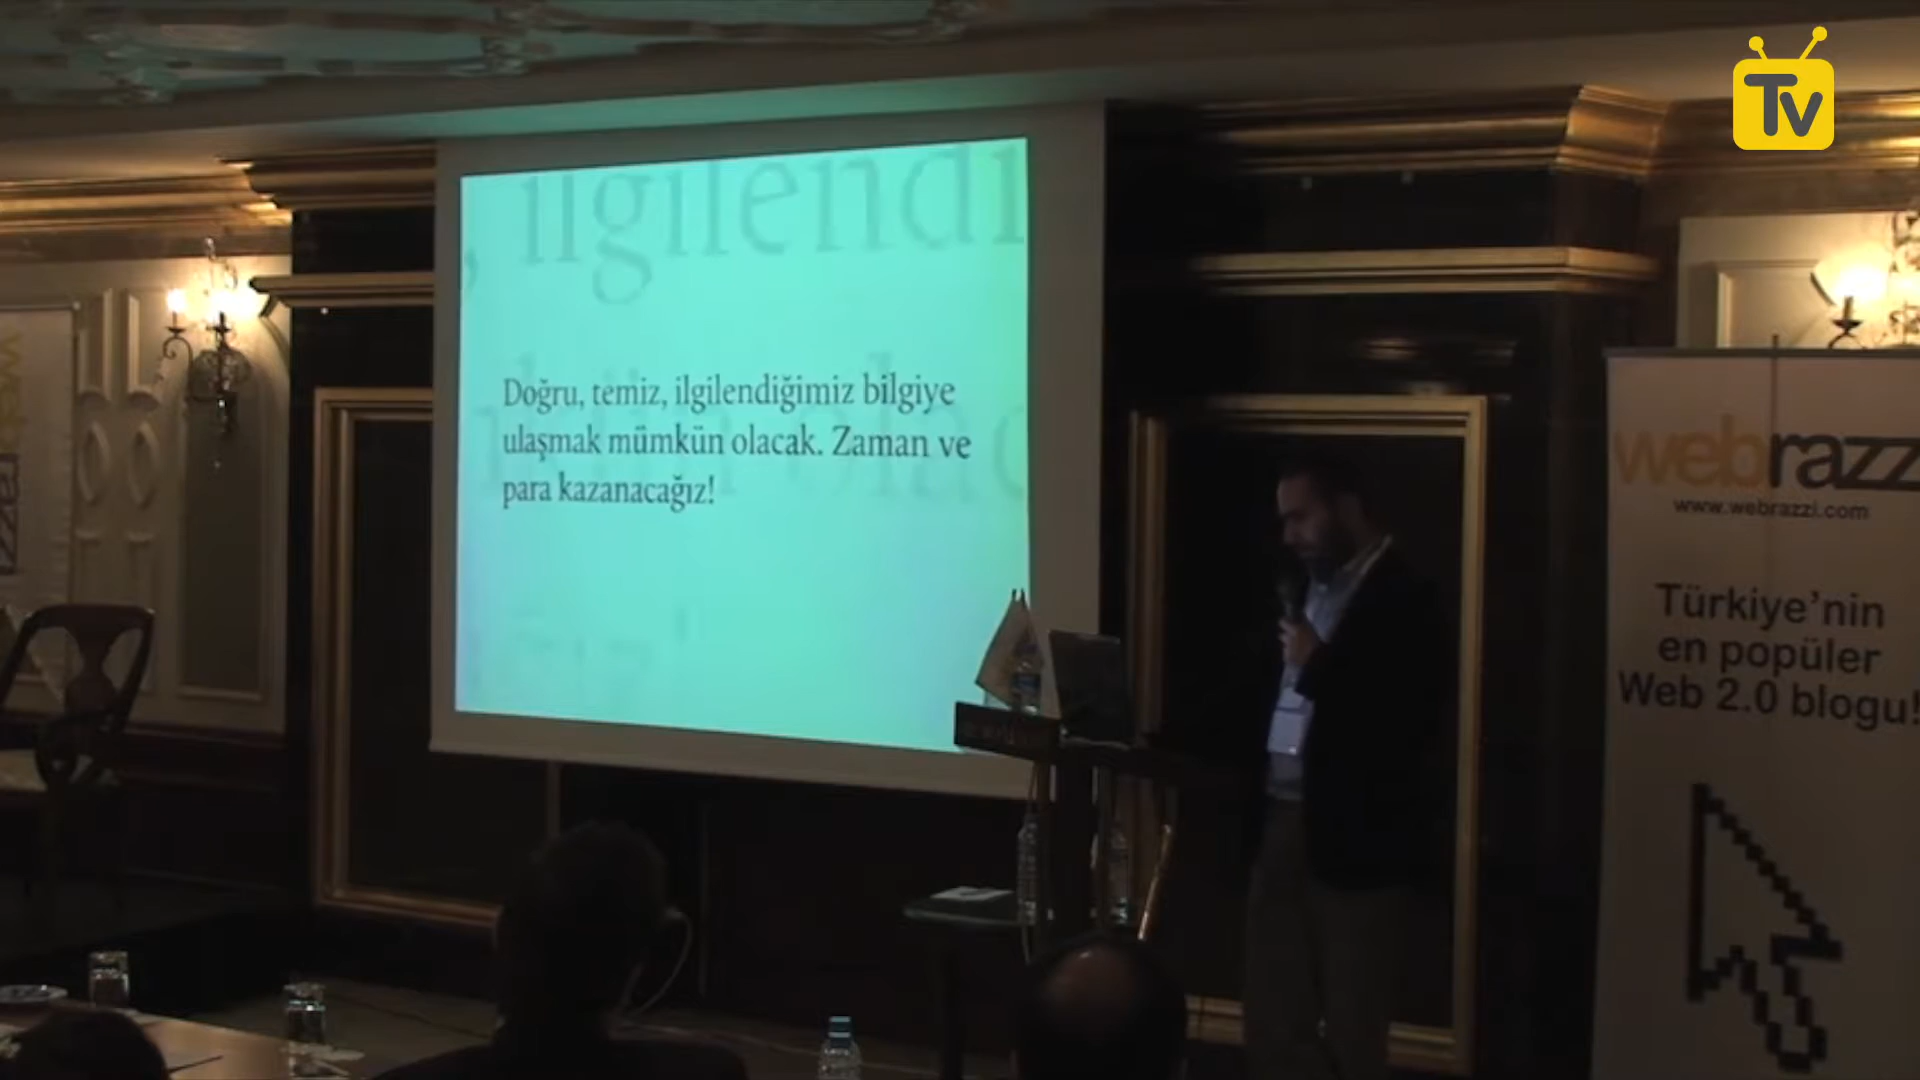 Tv
, ilgilendi
Doğru, temiz, ilgilendiğimiz bilgiye
ulaşmak mümkün olacak. Zaman ve
para kazanacağız!
webrazzi
www.webrazzi.com
Türkiye'nin
en popüler
Web 2.0 blogu!